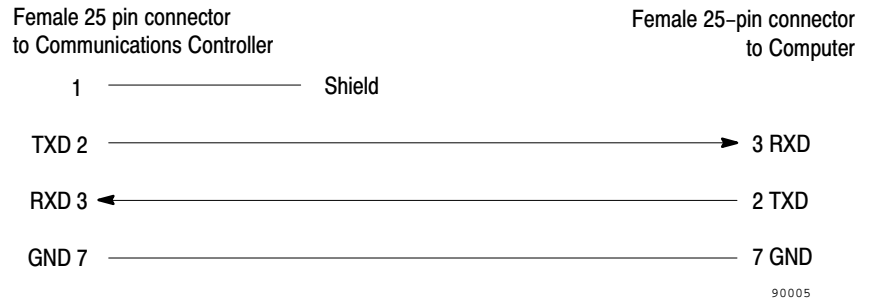 Female 25 pin connector
to Communications Controller
Female 25-pin connector
to Computer
1 Shield
TXD 2 3 RXD
RXD 3 2 TXD
GND 7 7 GND
90005